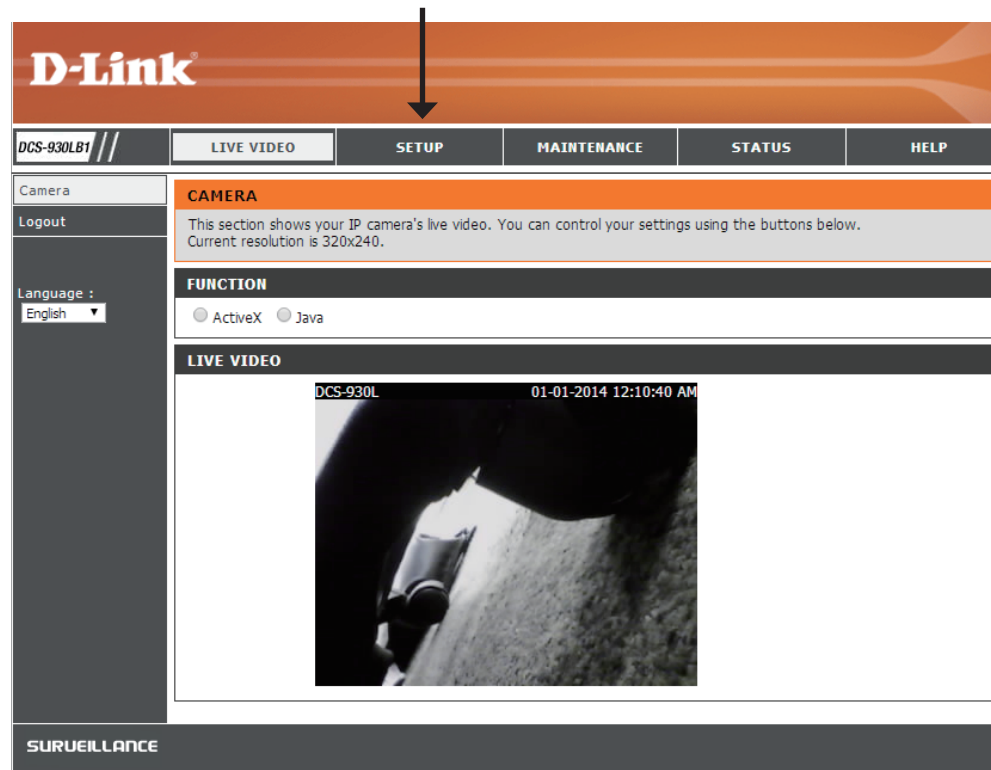 D-Link®
DCS-930LB1 LIVE VIDEO SETUP MAINTENANCE STATUS HELP
Camera
Logout
Language :
English
CAMERA
This section shows your IP camera's live video. You can control your settings using the buttons below.
Current resolution is 320x240.
FUNCTION
ActiveX Java
LIVE VIDEO
DCS-930L 01-01-2014 12:10:40 AM
SURUEILLANCE